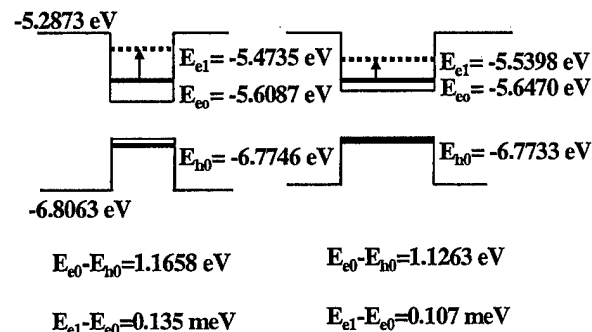 -5.2873 eV
E_e1 = -5.4735 eV
E_eo = -5.6087 eV
E_e1 = -5.5398 eV
E_eo = -5.6470 eV
E_h0 = -6.7746 eV
E_h0 = -6.7733 eV
-6.8063 eV
E_e0-E_h0=1.1658 eV
E_e0-E_h0=1.1263 eV
E_e1-E_e0=0.135 meV
E_e1-E_e0=0.107 meV